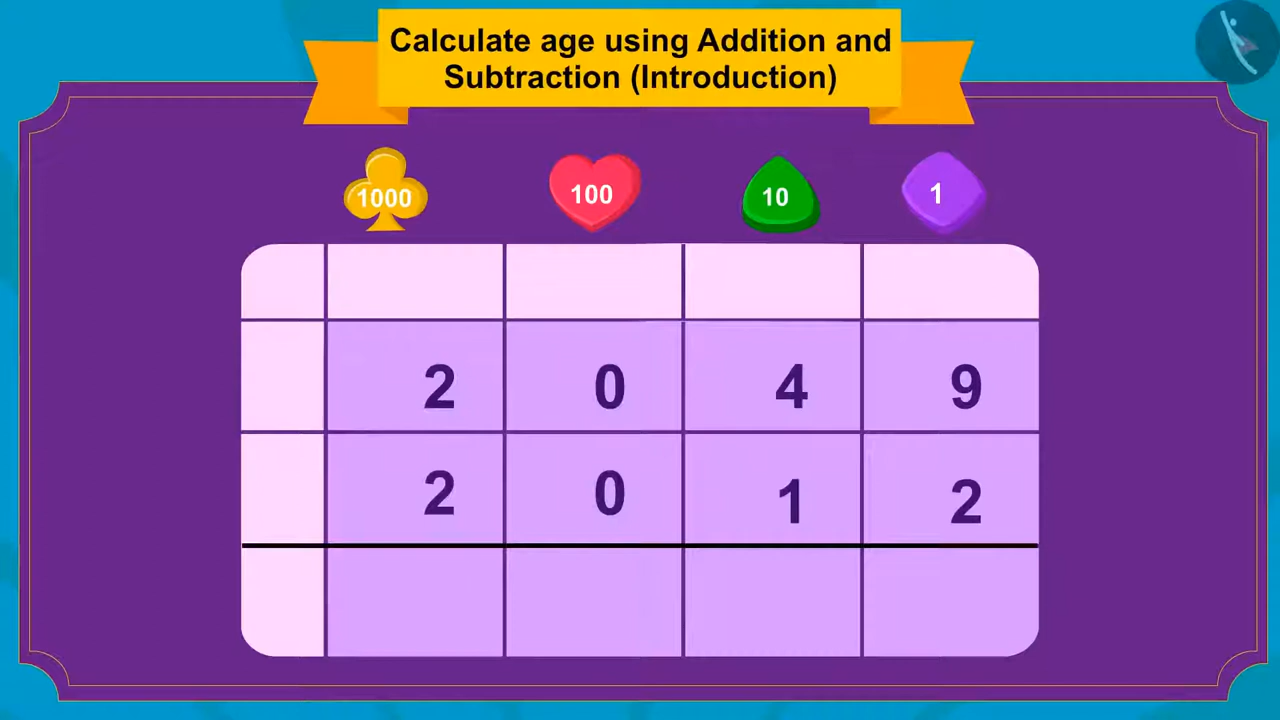 Calculate age using Addition and
Subtraction (Introduction)
1000 100 10 1
2 0 4 9
2 0 1 2